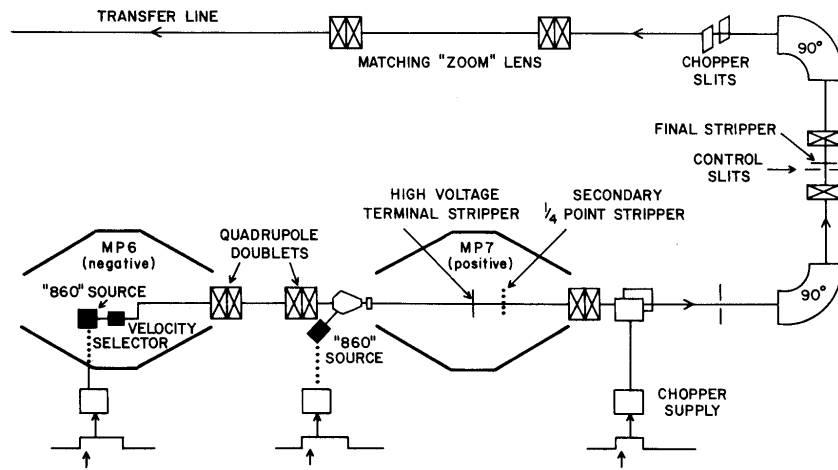 TRANSFER LINE
MATCHING "ZOOM" LENS
CHOPPER
SLITS
90°
FINAL STRIPPER
CONTROL
SLITS
HIGH VOLTAGE
TERMINAL STRIPPER
SECONDARY
1/4 POINT STRIPPER
MP6
(negative)
QUADRUPOLE
DOUBLETS
MP7
(positive)
"860" SOURCE
VELOCITY
SELECTOR
"860"
SOURCE
90°
CHOPPER
SUPPLY